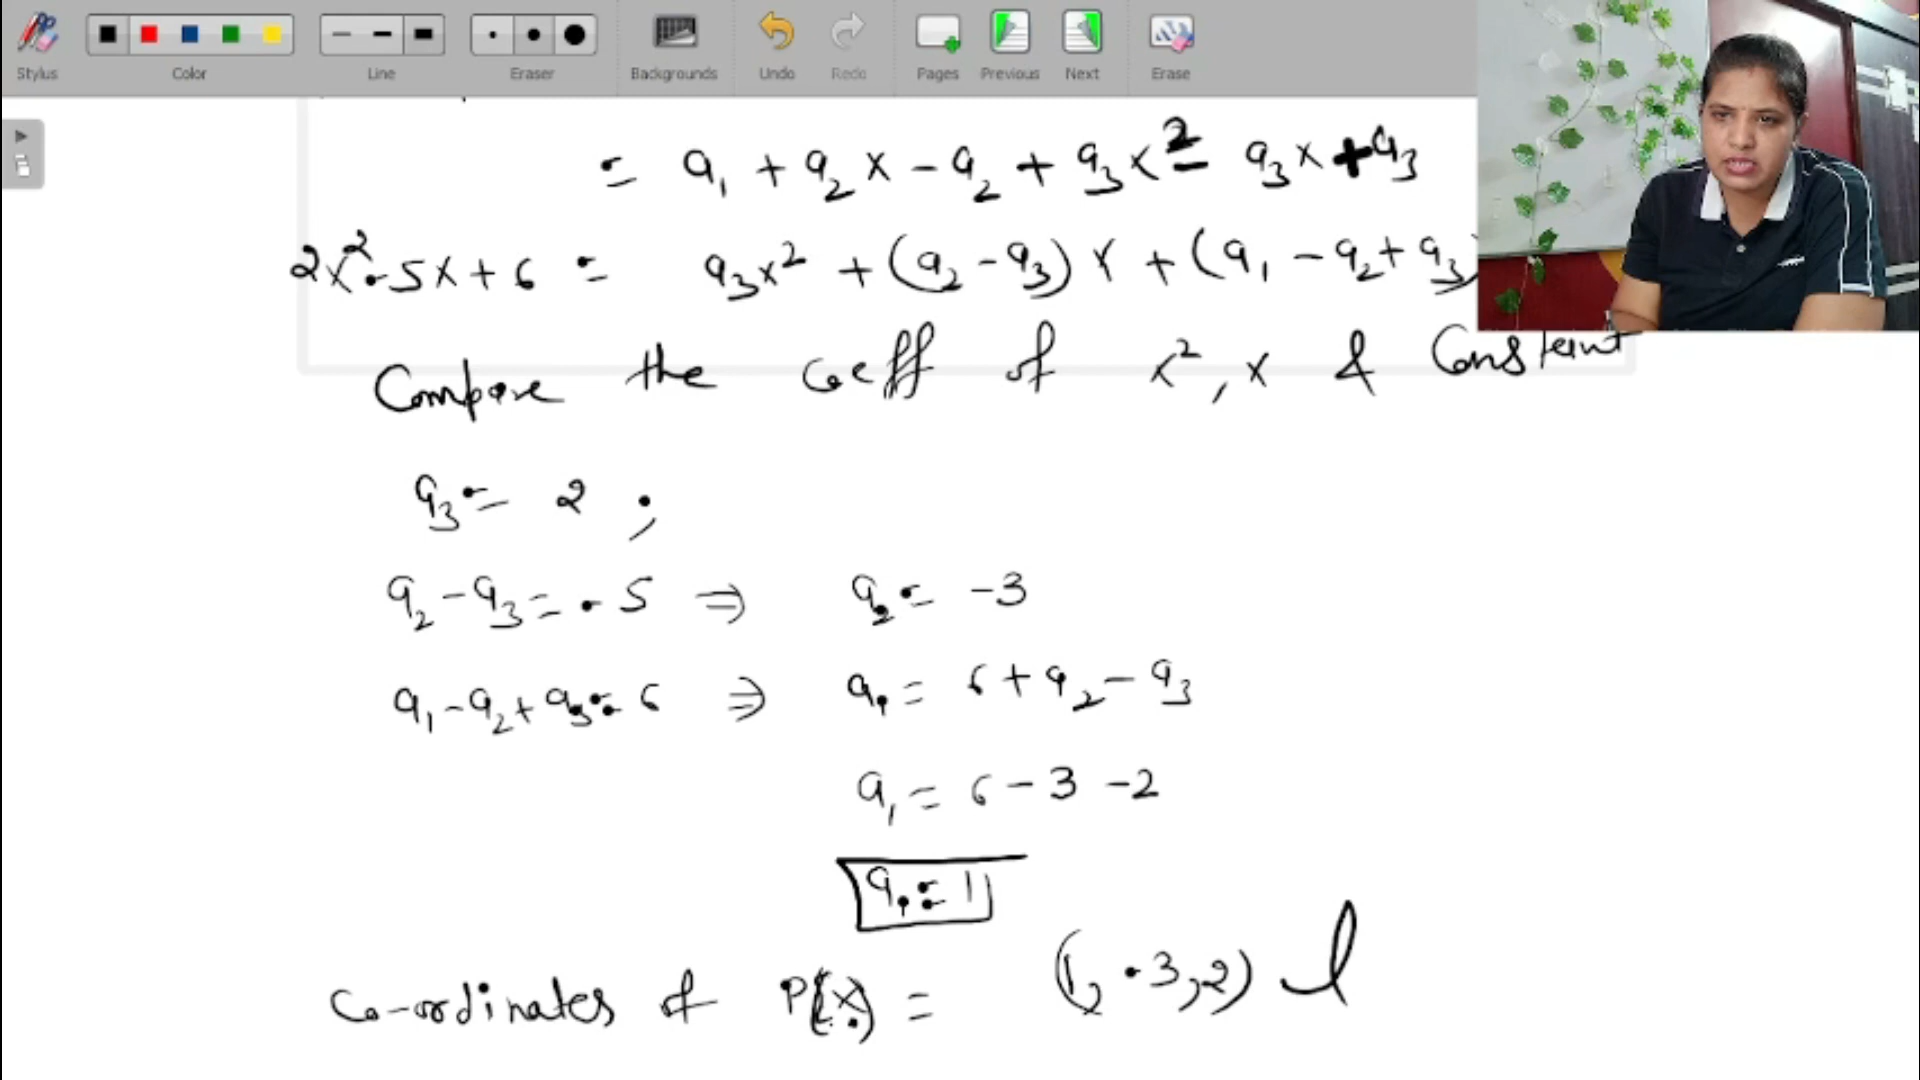 Stylus
Color
Line
Eraser
Backgrounds
Undo
Redo
Pages
Previous
Next
Erase
= a₁ + a₂x - a₂ + a₃x² - a₃x + a₃
2x² - 5x + 6 = a₃x² + (a₂ - a₃) x + (a₁ - a₂ + a₃)
Compare the coeff of x², x & Constant
a₃ = 2 ;
a₂ - a₃ = -5 ⇒ a₂ = -3
a₁ - a₂ + a₃ = 6 ⇒ a₁ = 6 + a₂ - a₃
a₁ = 6 - 3 - 2
a₁ = 1
Co-ordinates of P(x) = (1, -3, 2)